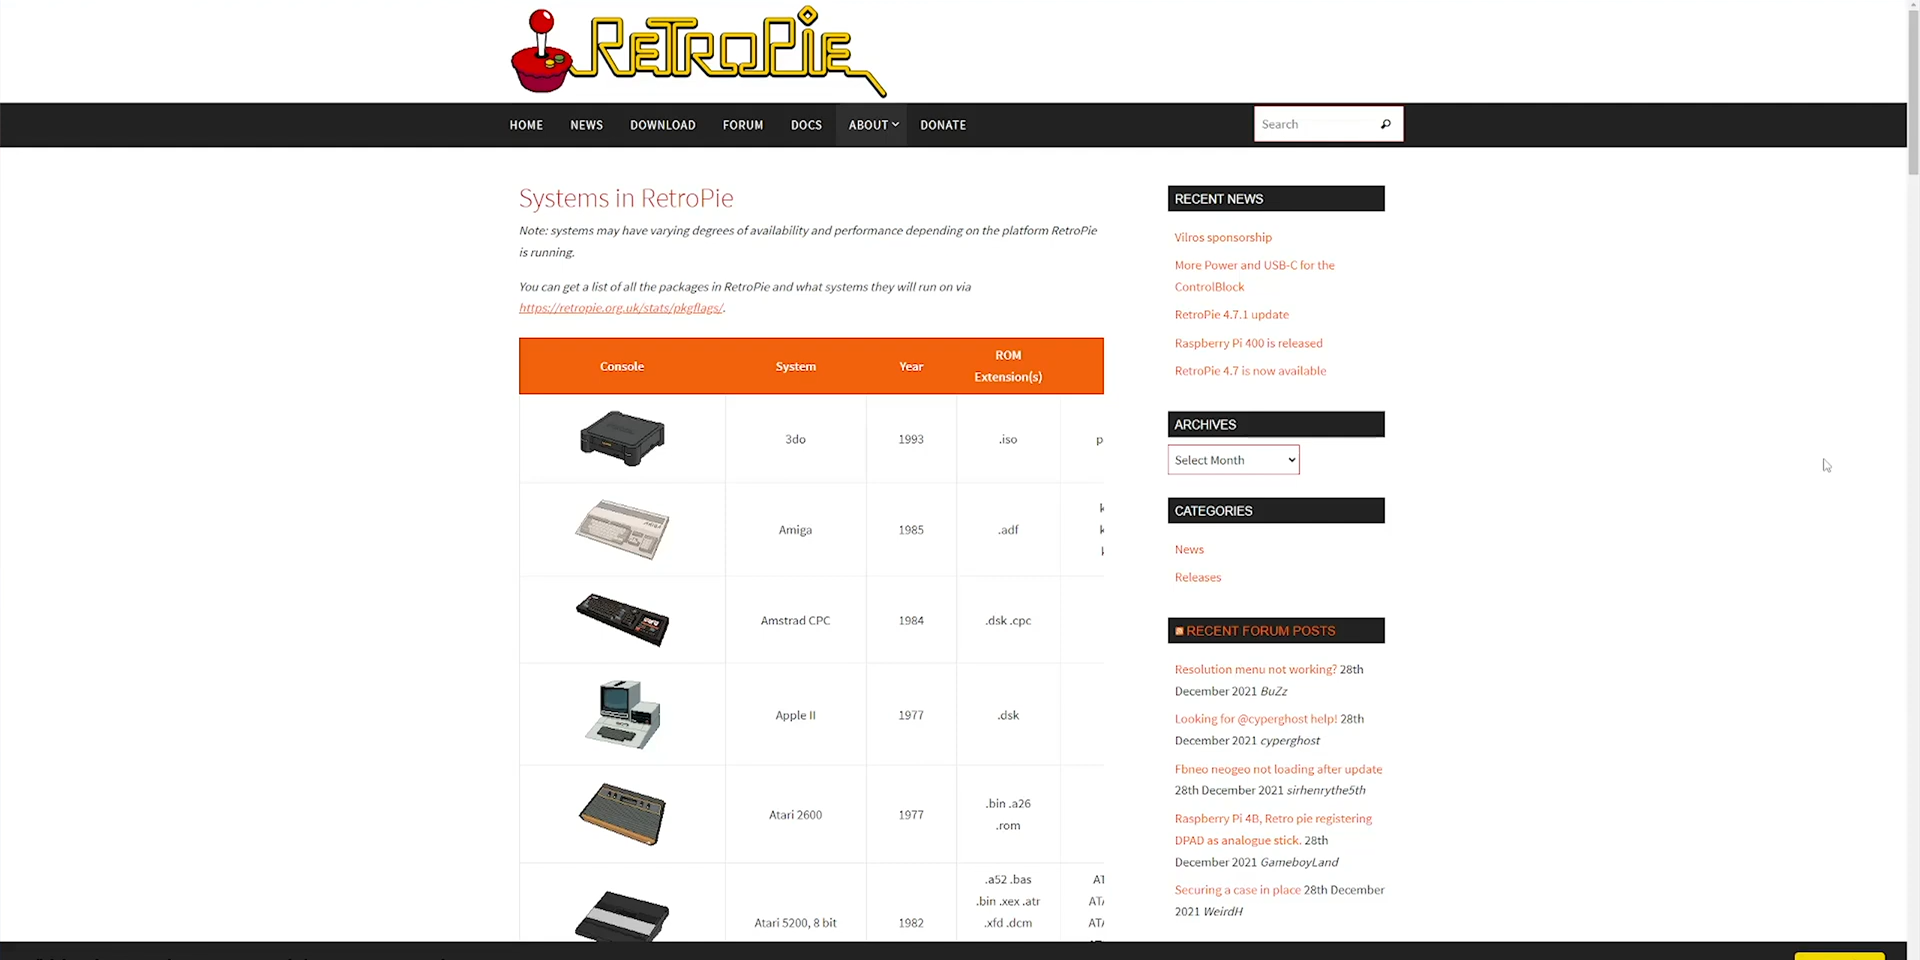 RETROPIE
HOME NEWS DOWNLOAD FORUM DOCS ABOUT DONATE
Search
Systems in RetroPie
Note: systems may have varying degrees of availability and performance depending on the platform RetroPie
is running.
You can get a list of all the packages in RetroPie and what systems they will run on via
https://retropie.org.uk/stats/pkgflags/.
Console System Year ROM
Extension(s)
3do 1993 .iso p
Amiga 1985 .adf
Amstrad CPC 1984 .dsk .cpc
Apple II 1977 .dsk
Atari 2600 1977 .bin .a26
.rom
Atari 5200, 8 bit 1982 .a52 .bas
.bin .xex .atr
.xfd .dcm
RECENT NEWS
Vilros sponsorship
More Power and USB-C for the
ControlBlock
RetroPie 4.7.1 update
Raspberry Pi 400 is released
RetroPie 4.7 is now available
ARCHIVES
Select Month
CATEGORIES
News
Releases
RECENT FORUM POSTS
Resolution menu not working? 28th
December 2021 BuZz
Looking for @cyperghost help! 28th
December 2021 cyperghost
Fbneo neogeo not loading after update
28th December 2021 sirhenrythe5th
Raspberry Pi 4B, Retro pie registering
DPAD as analogue stick. 28th
December 2021 GameboyLand
Securing a case in place 28th December
2021 WeirdH